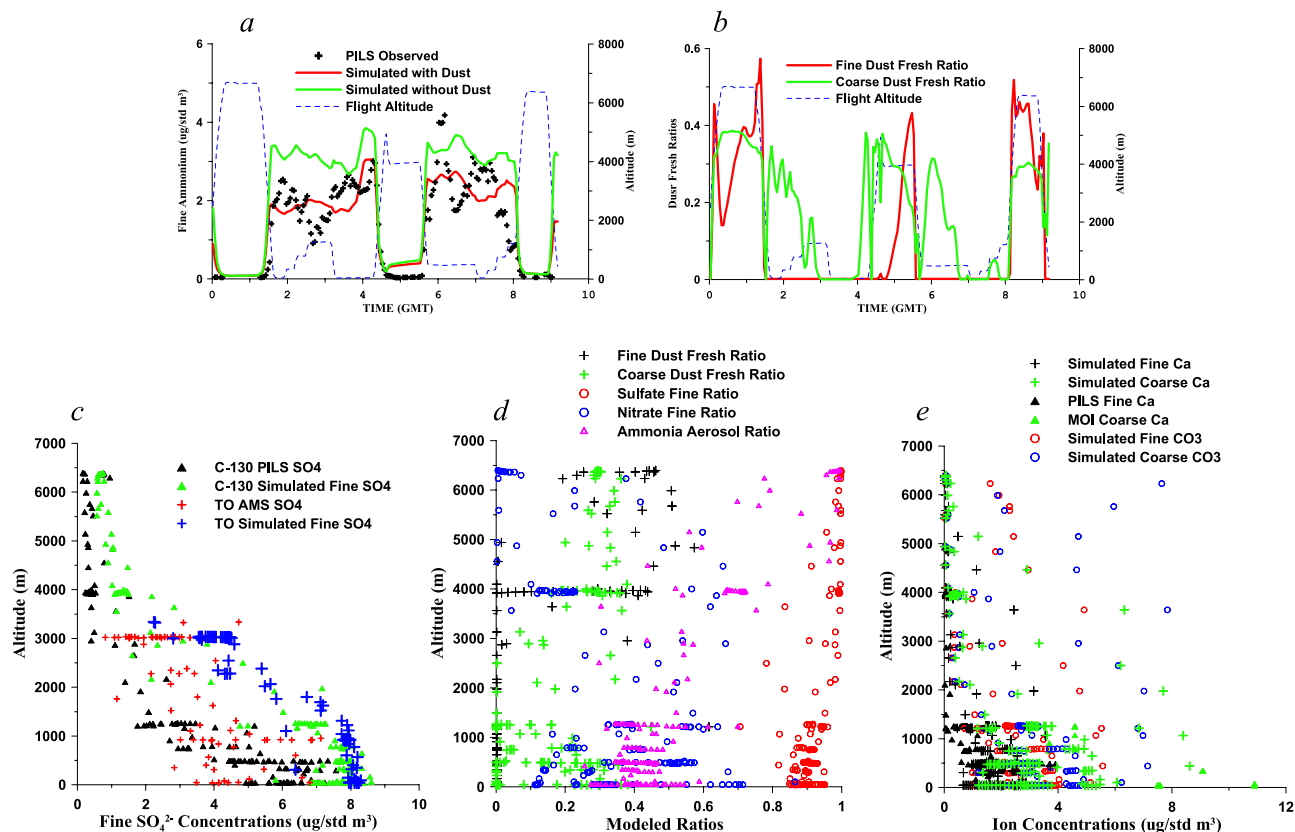 a
b
PILS Observed
Simulated with Dust
Simulated without Dust
Flight Altitude
Fine Ammonium (ug/std m³)
6
4
2
0
8000
6000
4000
2000
0
Altitude (m)
0 2 4 6 8 10
TIME (GMT)
Fine Dust Fresh Ratio
Coarse Dust Fresh Ratio
Flight Altitude
Dusr Fresh Ratios
0.6
0.4
0.2
0
8000
6000
4000
2000
0
Altitude (m)
0 2 4 6 8 10
TIME (GMT)
c
C-130 PILS SO4
C-130 Simulated Fine SO4
TO AMS SO4
TO Simulated Fine SO4
Altitude (m)
7000
6000
5000
4000
3000
2000
1000
0
0 2 4 6 8 10
Fine SO₄²⁻ Concentrations (ug/std m³)
d
Fine Dust Fresh Ratio
Coarse Dust Fresh Ratio
Sulfate Fine Ratio
Nitrate Fine Ratio
Ammonia Aerosol Ratio
Altitude (m)
7000
6000
5000
4000
3000
2000
1000
0
0 0.2 0.4 0.6 0.8 1
Modeled Ratios
e
Simulated Fine Ca
Simulated Coarse Ca
PILS Fine Ca
MOI Coarse Ca
Simulated Fine CO3
Simulated Coarse CO3
Altitude (m)
7000
6000
5000
4000
3000
2000
1000
0
0 4 8 12
Ion Concentrations (ug/std m³)